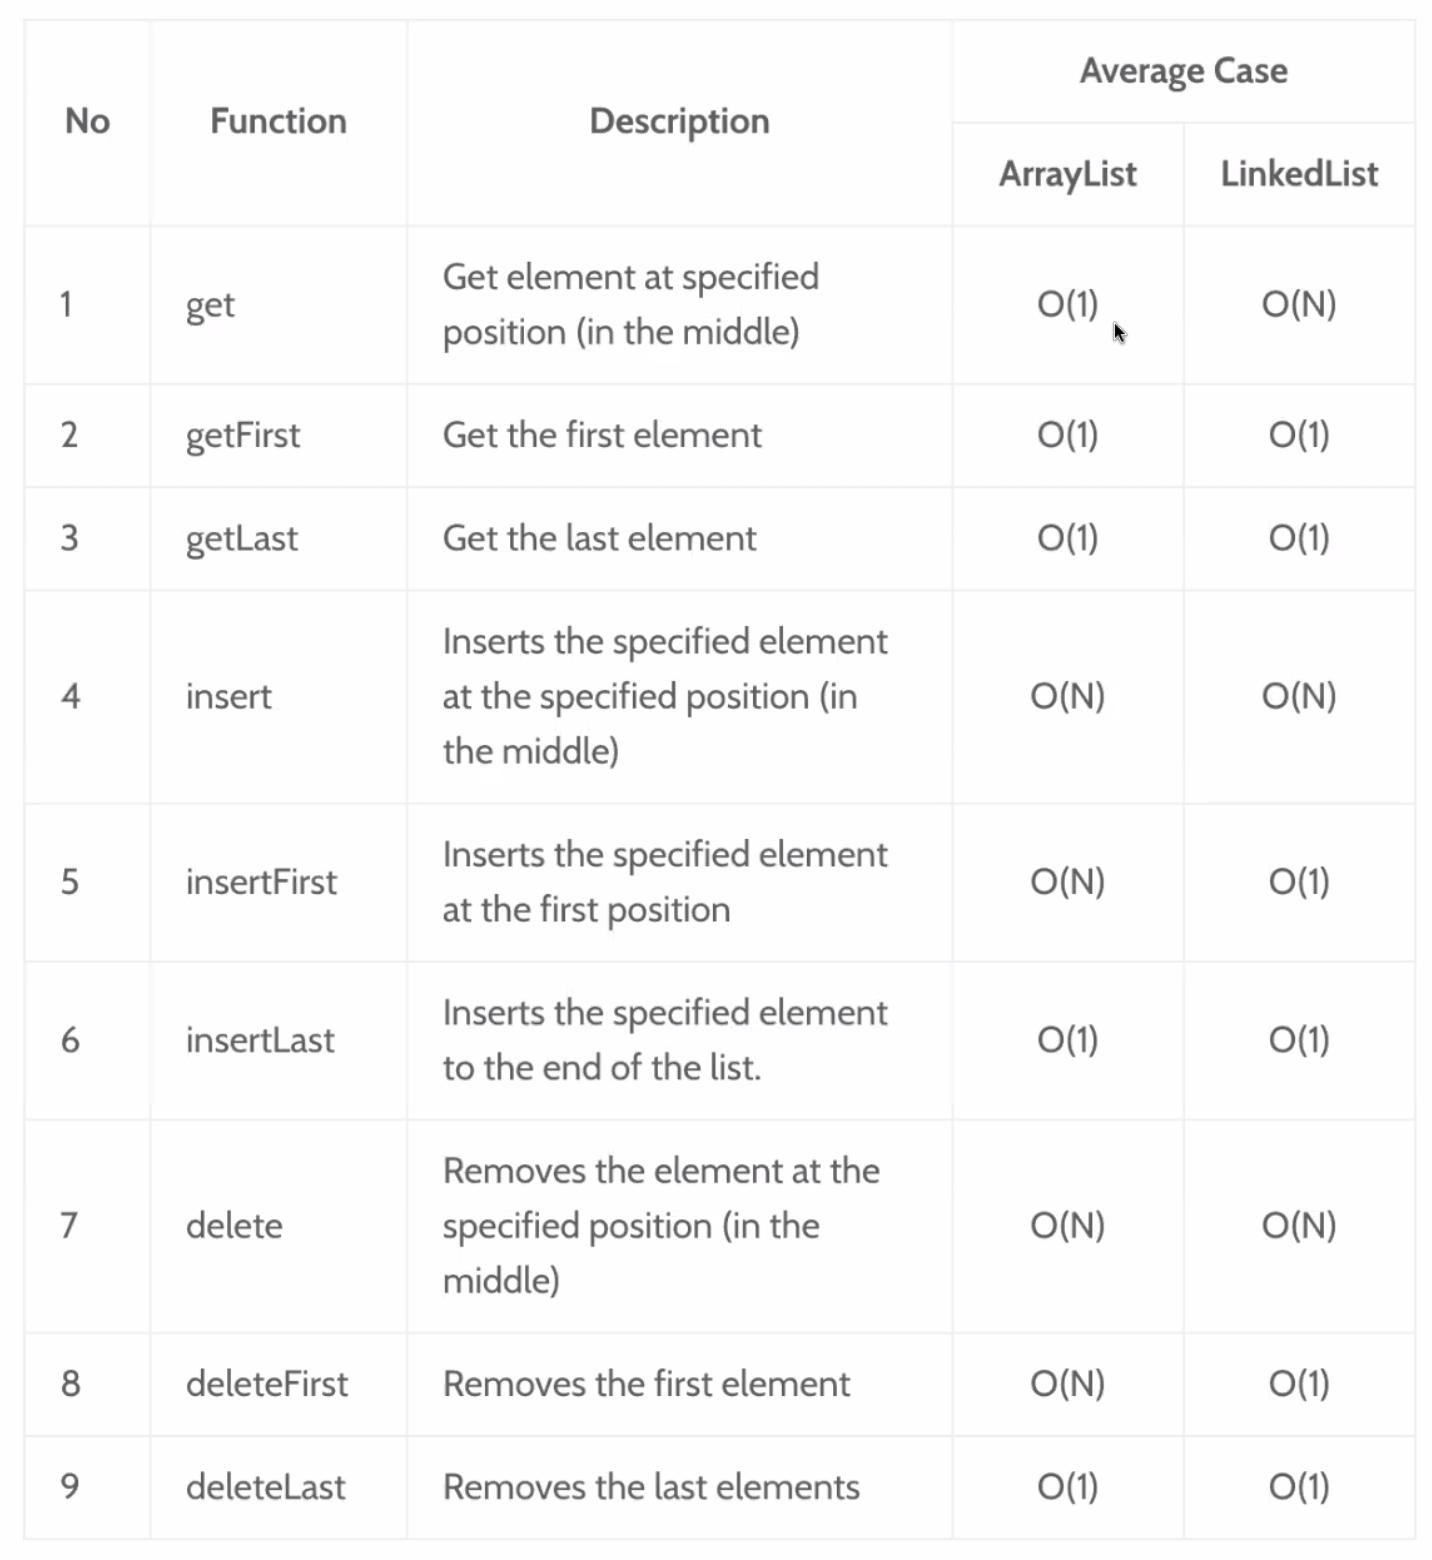 No
Function
Description
Average Case
ArrayList
LinkedList
1
get
Get element at specified
position (in the middle)
O(1)
O(N)
2
getFirst
Get the first element
O(1)
O(1)
3
getLast
Get the last element
O(1)
O(1)
4
insert
Inserts the specified element
at the specified position (in
the middle)
O(N)
O(N)
5
insertFirst
Inserts the specified element
at the first position
O(N)
O(1)
6
insertLast
Inserts the specified element
to the end of the list.
O(1)
O(1)
7
delete
Removes the element at the
specified position (in the
middle)
O(N)
O(N)
8
deleteFirst
Removes the first element
O(N)
O(1)
9
deleteLast
Removes the last elements
O(1)
O(1)